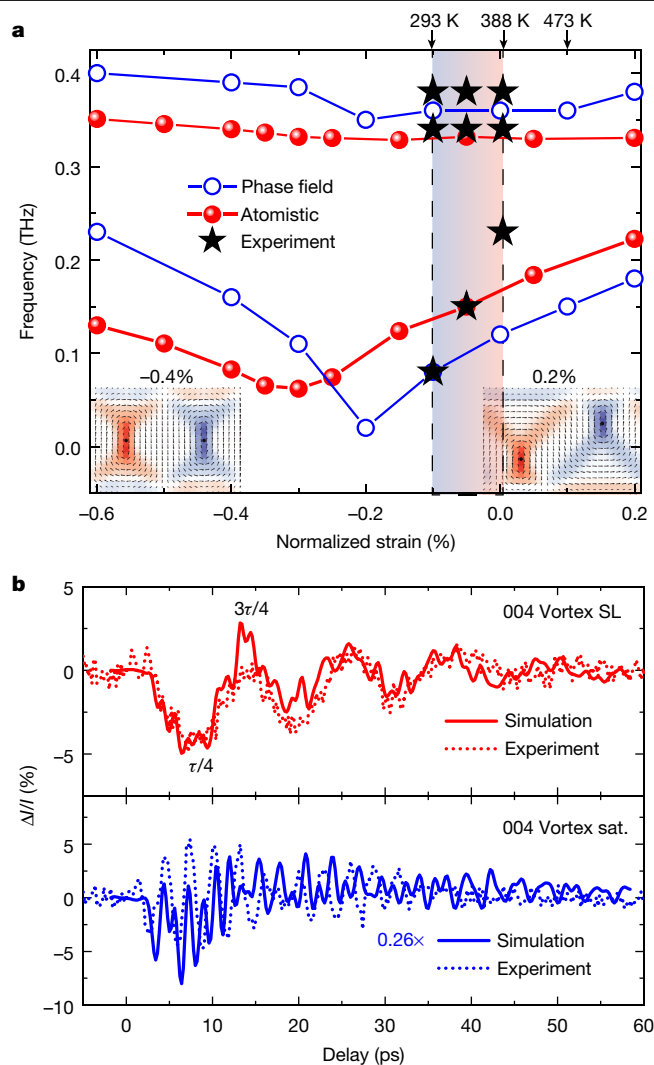 a
293 K 388 K 473 K
0.4
0.3
0.2
0.1
0.0
Frequency (THz)
Phase field
Atomistic
Experiment
−0.4%
0.2%
−0.6 −0.4 −0.2 0.0 0.2
Normalized strain (%)
b
5
0
−5
004 Vortex SL
3τ/4
τ/4
Simulation
Experiment
ΔI/I (%)
5
0
−5
−10
004 Vortex sat.
0.26× Simulation
Experiment
0 10 20 30 40 50 60
Delay (ps)